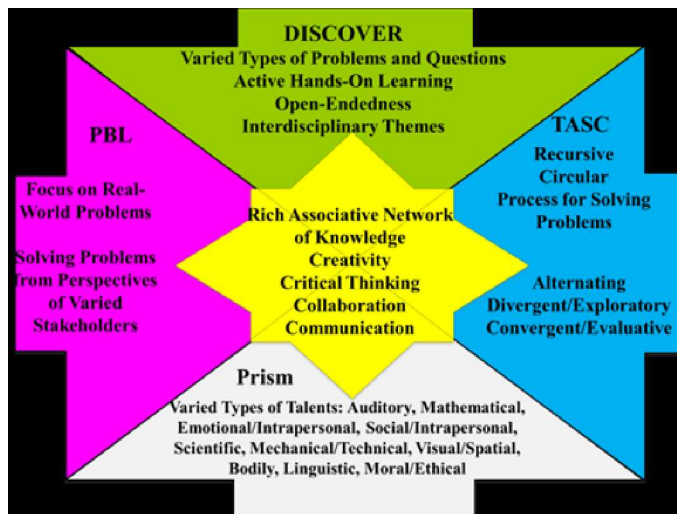 DISCOVER
Varied Types of Problems and Questions
Active Hands-On Learning
Open-Endedness
Interdisciplinary Themes
PBL
Focus on Real-
World Problems
Solving Problems
from Perspectives
of Varied
Stakeholders
TASC
Recursive
Circular
Process for Solving
Problems
Alternating
Divergent/Exploratory
Convergent/Evaluative
Rich Associative Network
of Knowledge
Creativity
Critical Thinking
Collaboration
Communication
Prism
Varied Types of Talents: Auditory, Mathematical,
Emotional/Intrapersonal, Social/Intrapersonal,
Scientific, Mechanical/Technical, Visual/Spatial,
Bodily, Linguistic, Moral/Ethical